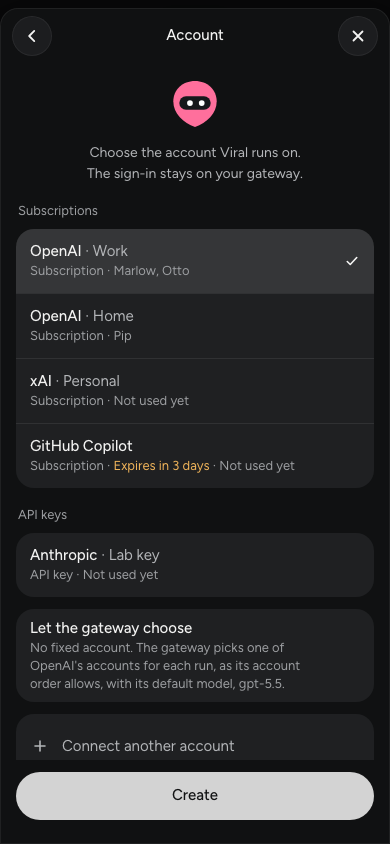 Account
Choose the account Viral runs on.
The sign-in stays on your gateway.
Subscriptions
OpenAI · Work
Subscription · Marlow, Otto
OpenAI · Home
Subscription · Pip
xAI · Personal
Subscription · Not used yet
GitHub Copilot
Subscription · Expires in 3 days · Not used yet
API keys
Anthropic · Lab key
API key · Not used yet
Let the gateway choose
No fixed account. The gateway picks one of
OpenAI's accounts for each run, as its account
order allows, with its default model, gpt-5.5.
Connect another account
Create